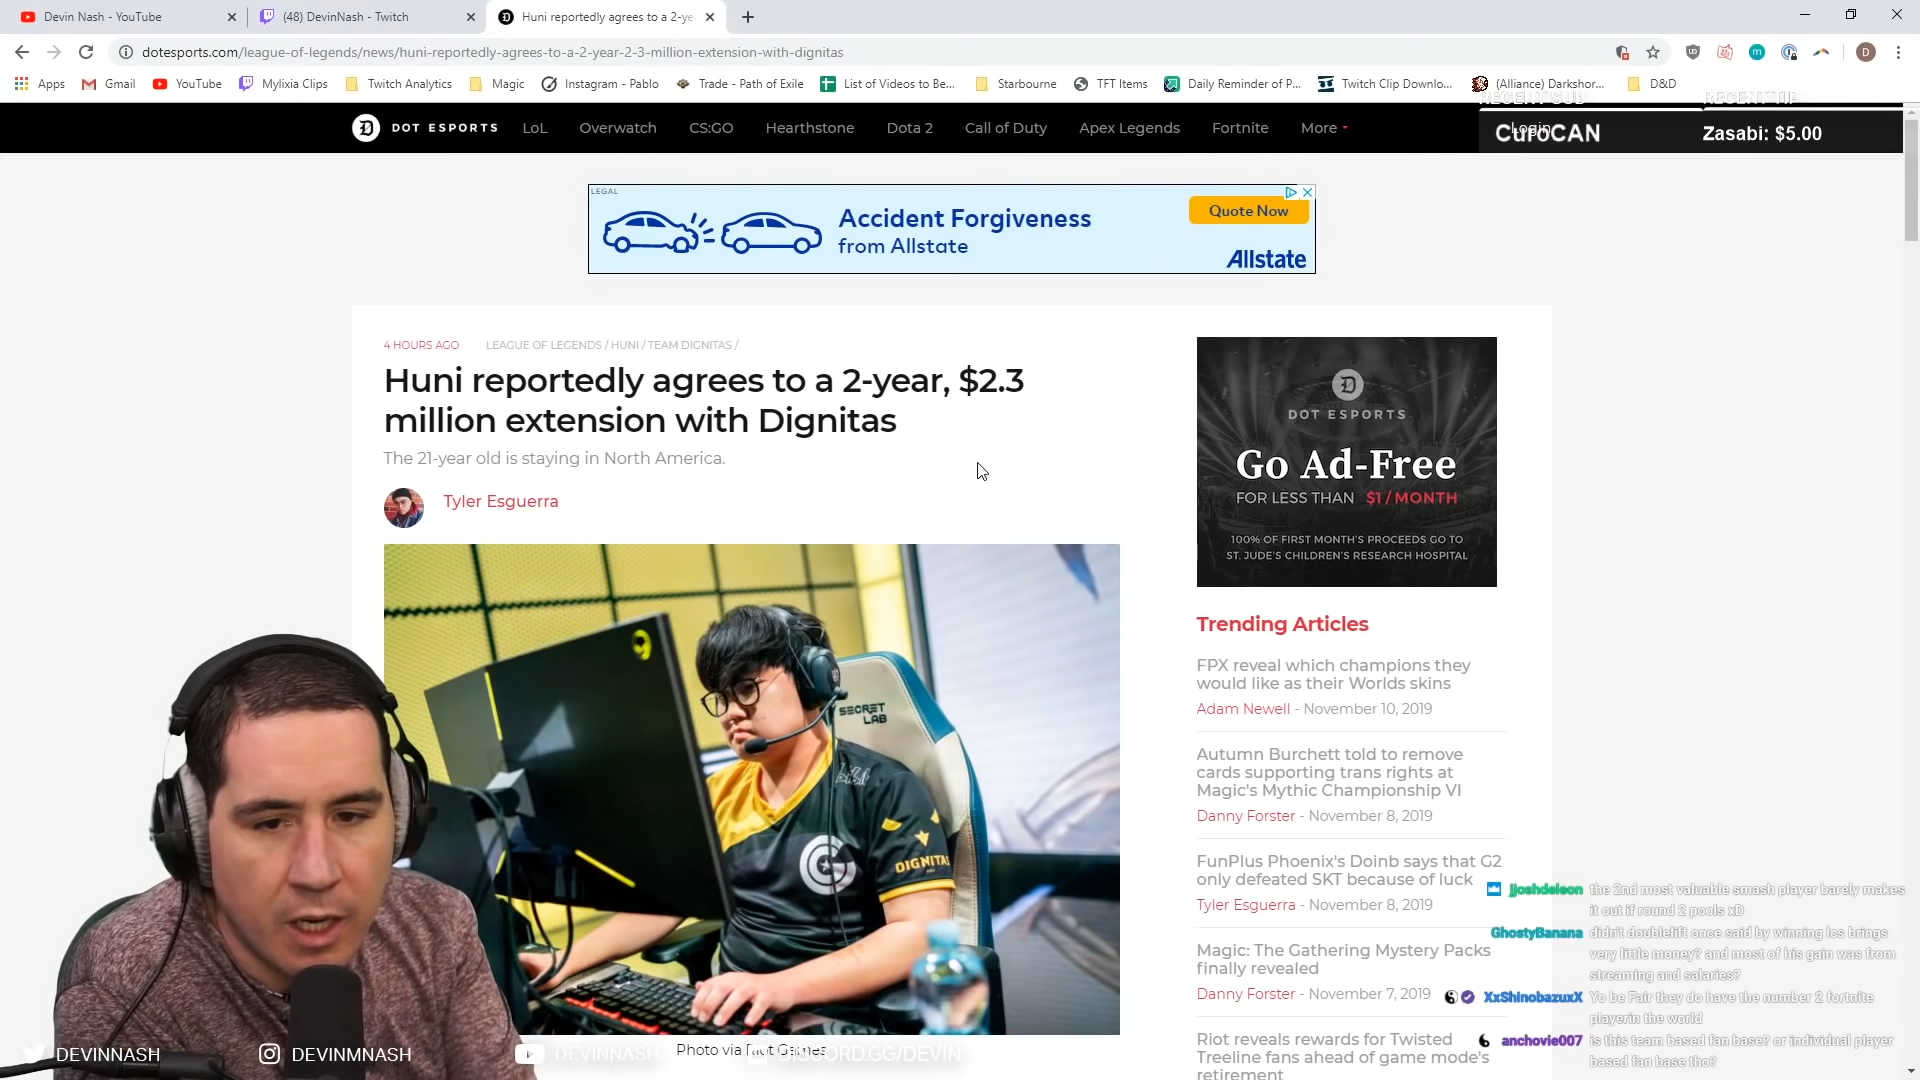 Devin Nash - YouTube
(48) DevinNash - Twitch
Huni reportedly agrees to a 2-ye
dotesports.com/league-of-legends/news/huni-reportedly-agrees-to-a-2-year-2-3-million-extension-with-dignitas
D
Apps
Gmail
YouTube
Mylixia Clips
Twitch Analytics
Magic
Instagram - Pablo
Trade - Path of Exile
List of Videos to Be...
Starbourne
TFT Items
Daily Reminder of P...
Twitch Clip Downlo...
(Alliance) Darkshor...
D&D
RECENT SUB
RECENT TIP
DOT ESPORTS
LoL
Overwatch
CS:GO
Hearthstone
Dota 2
Call of Duty
Apex Legends
Fortnite
More
Login
CuroCAN
Zasabi: $5.00
LEGAL
Accident Forgiveness
from Allstate
Quote Now
Allstate
4 HOURS AGO
LEAGUE OF LEGENDS / HUNI / TEAM DIGNITAS /
Huni reportedly agrees to a 2-year, $2.3
million extension with Dignitas
The 21-year old is staying in North America.
Tyler Esguerra
SECRET
LAB
DIGNITAS
Photo via Riot Games
DOT ESPORTS
Go Ad-Free
FOR LESS THAN $1 / MONTH
100% OF FIRST MONTH'S PROCEEDS GO TO
ST. JUDE'S CHILDREN'S RESEARCH HOSPITAL
Trending Articles
FPX reveal which champions they
would like as their Worlds skins
Adam Newell - November 10, 2019
Autumn Burchett told to remove
cards supporting trans rights at
Magic's Mythic Championship VI
Danny Forster - November 8, 2019
FunPlus Phoenix's Doinb says that G2
only defeated SKT because of luck
Tyler Esguerra - November 8, 2019
Magic: The Gathering Mystery Packs
finally revealed
Danny Forster - November 7, 2019
Riot reveals rewards for Twisted
Treeline fans ahead of game mode's
retirement
jjoshdeleon the 2nd most valuable smash player barely makes
it out if round 2 pools xD
GhostyBanana didn't doublelift once said by winning lcs brings
very little money? and most of his gain was from
streaming and salaries?
XxShinobazuxX Yo be Fair they do have the number 2 fortnite
playerin the world
anchovie007 is this team based fan base? or individual player
based fan base tho?
DEVINNASH
DEVINMNASH
DEVINNASH
DISCORD.GG/DEVIN